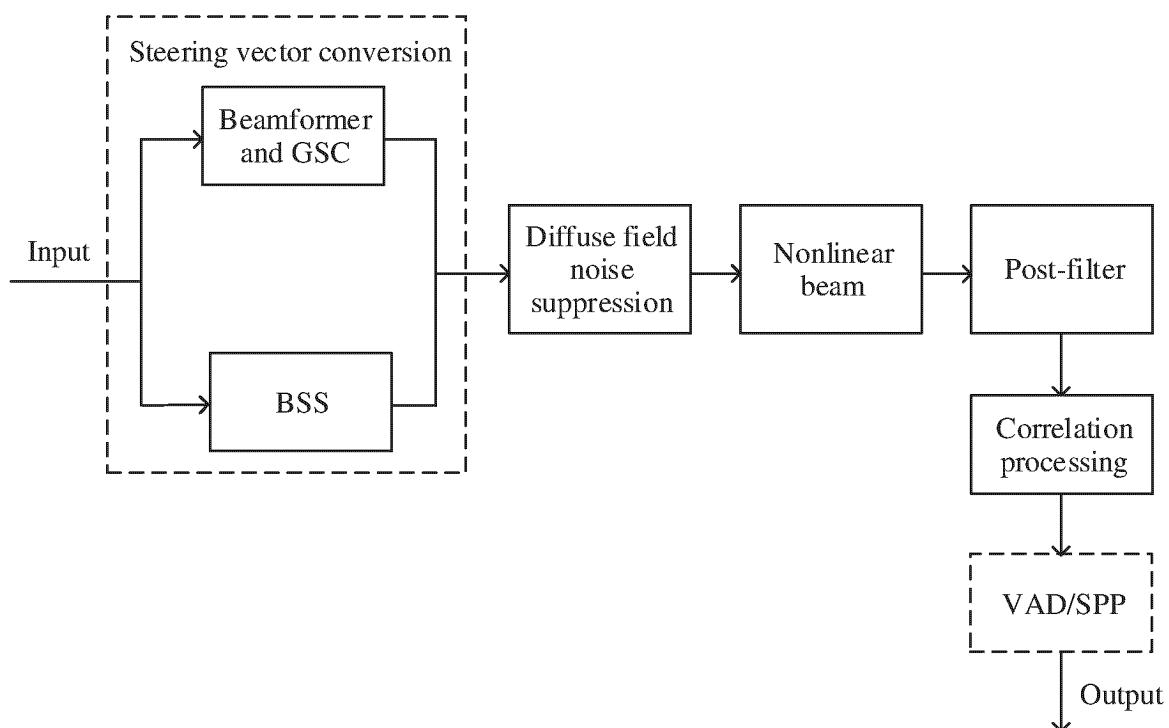 Steering vector conversion
Beamformer
and GSC
Input
BSS
Diffuse field
noise
suppression
Nonlinear
beam
Post-filter
Correlation
processing
VAD/SPP
Output